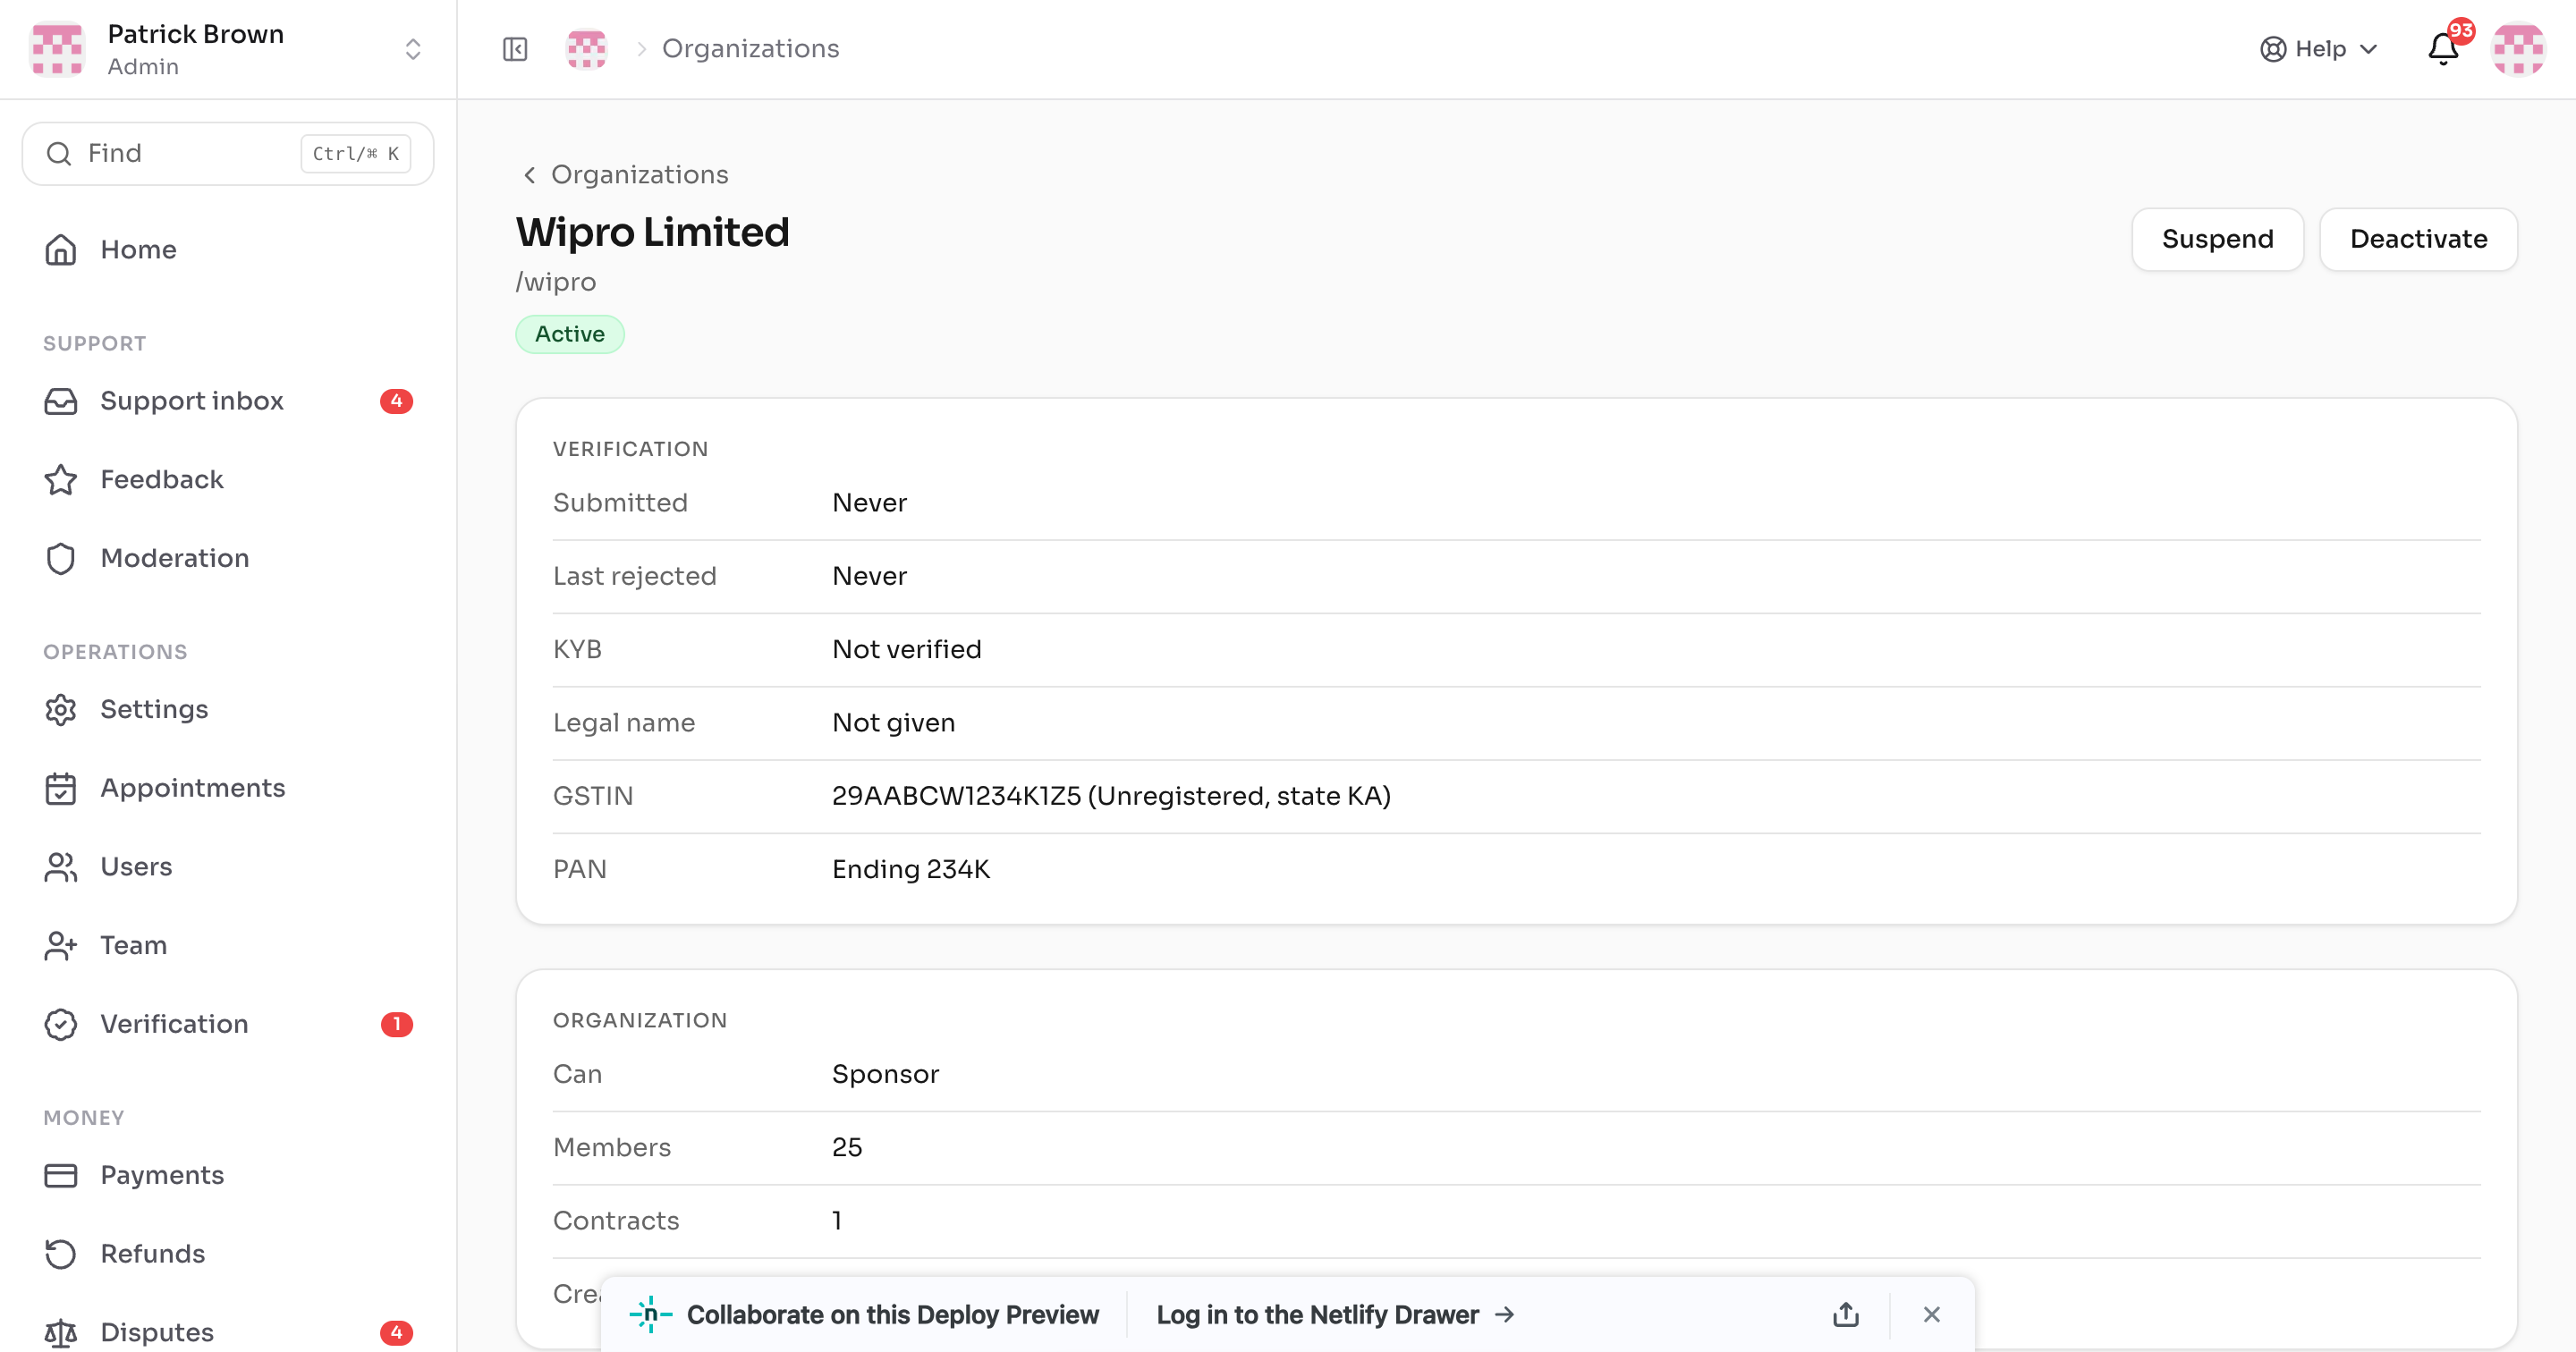 Patrick Brown
Admin
Find
Ctrl/⌘ K
Home
SUPPORT
Support inbox 4
Feedback
Moderation
OPERATIONS
Settings
Appointments
Users
Team
Verification 1
MONEY
Payments
Refunds
Disputes 4
Organizations
Help
93
Organizations
Wipro Limited
/wipro
Active
Suspend
Deactivate
VERIFICATION
Submitted Never
Last rejected Never
KYB Not verified
Legal name Not given
GSTIN 29AABCW1234K1Z5 (Unregistered, state KA)
PAN Ending 234K
ORGANIZATION
Can Sponsor
Members 25
Contracts 1
Collaborate on this Deploy Preview
Log in to the Netlify Drawer →